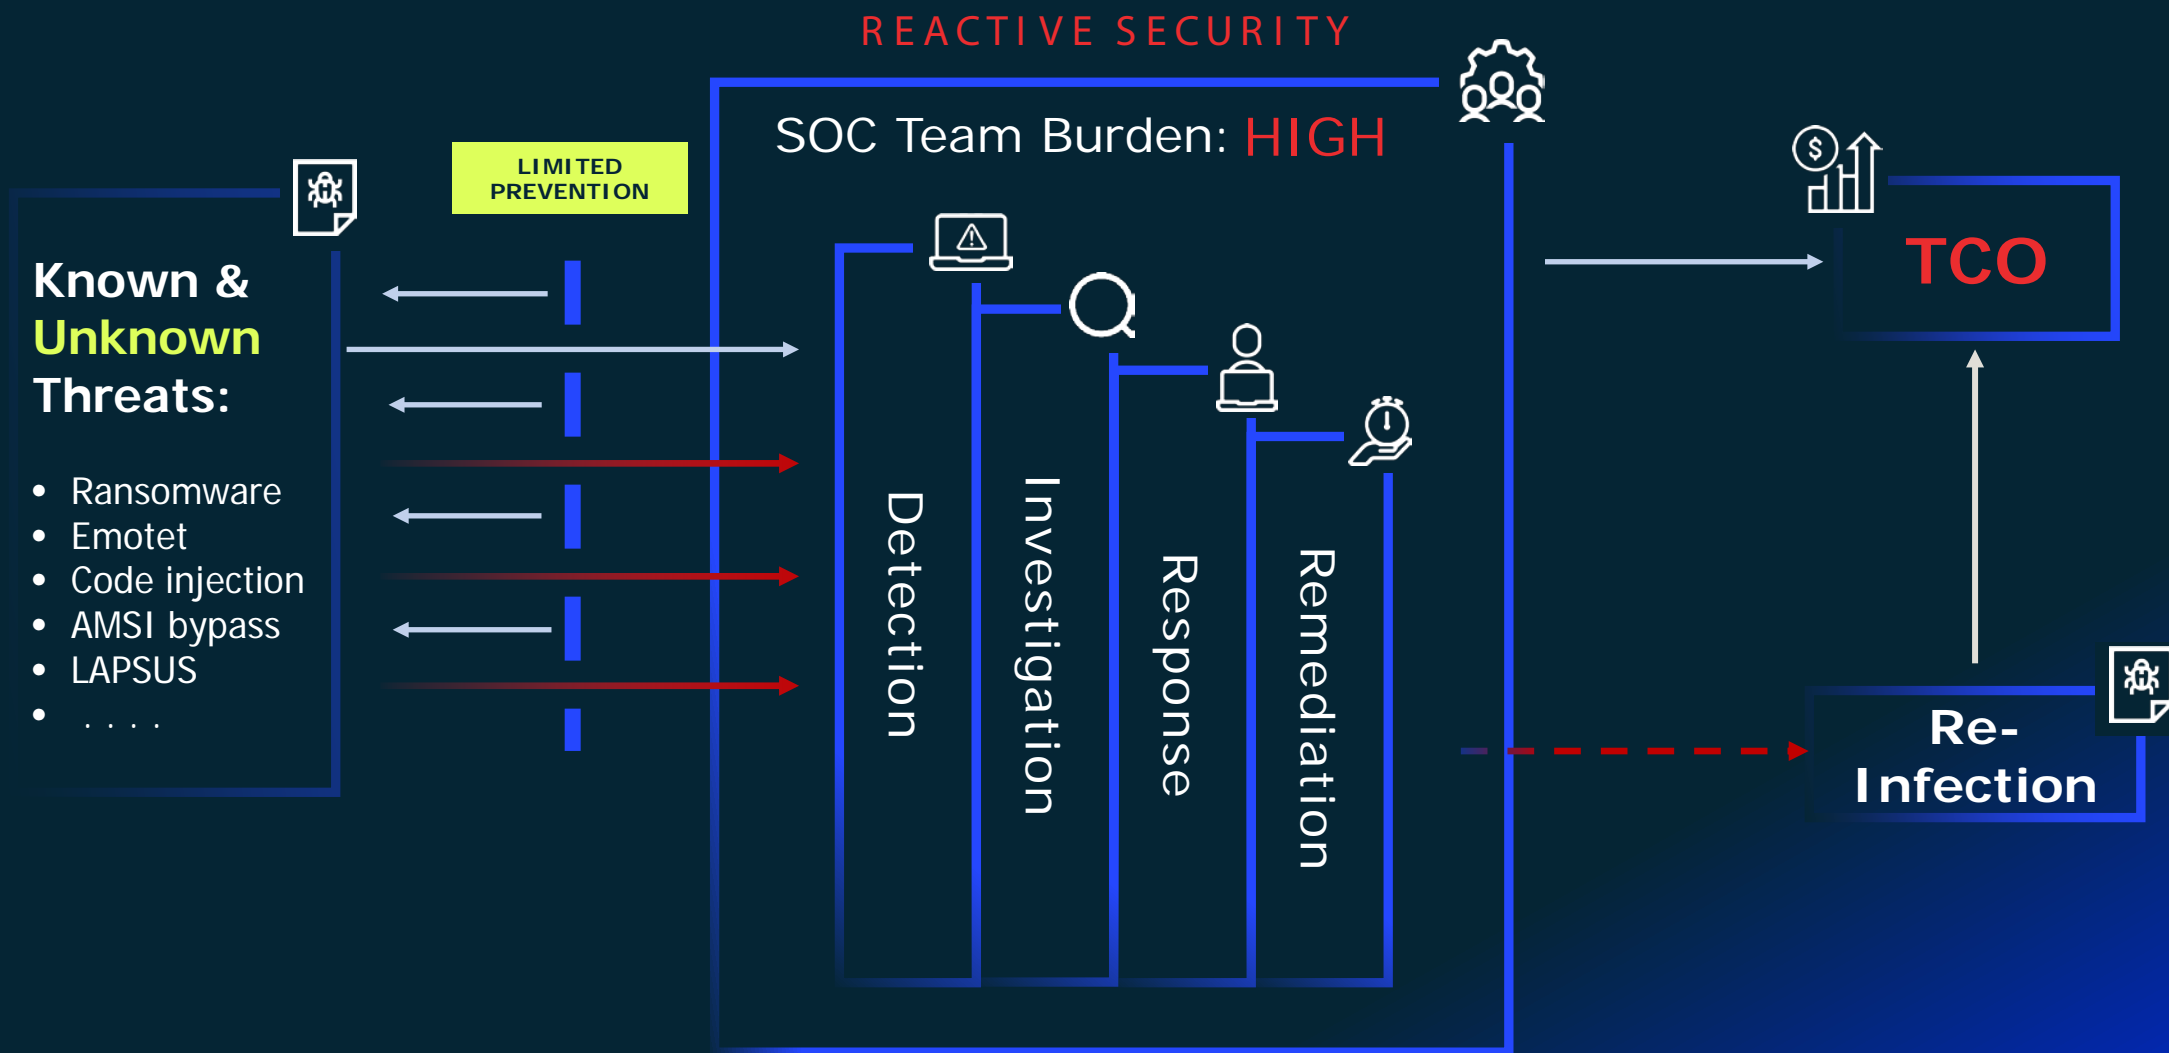 REACTIVE SECURITY
SOC Team Burden: HIGH
LIMITED
PREVENTION
Known &
Unknown
Threats:
• Ransomware
• Emotet
• Code injection
• AMSI bypass
• LAPSUS
• . . . .
Detection
Investigation
Response
Remediation
$
TCO
Re-
Infection